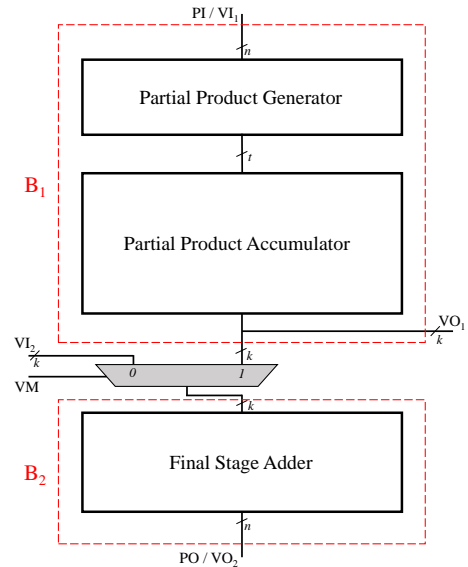 PI / VI1
n
Partial Product Generator
t
B1
Partial Product Accumulator
VO1
k
k
VI2
k
0 1
VM
k
Final Stage Adder
B2
n
PO / VO2